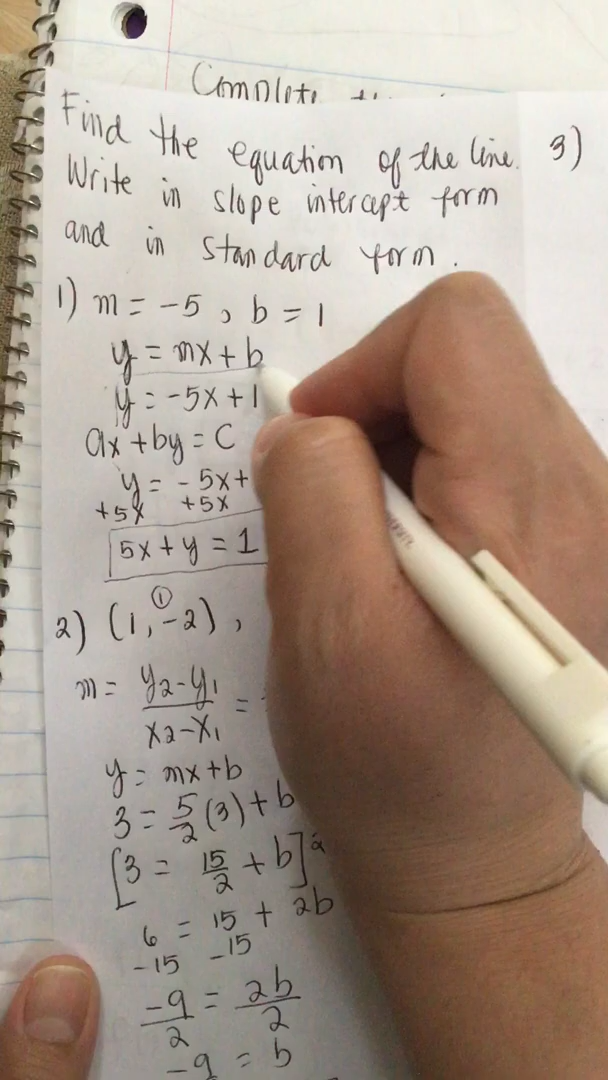 Complete
Find the equation of the line.
Write in slope intercept form
and in standard form.
1) m = -5, b = 1
y = mx + b
y = -5x + 1
ax + by = C
y = -5x +
+5x +5x
5x + y = 1
2) (1, -2),
①
m = y₂-y₁/x₂-x₁ =
y = mx + b
3 = 5/2 (3) + b
[3 = 15/2 + b]²
6 = 15 + 2b
-15 -15
-9/2 = 2b/2
-9 = b
3)